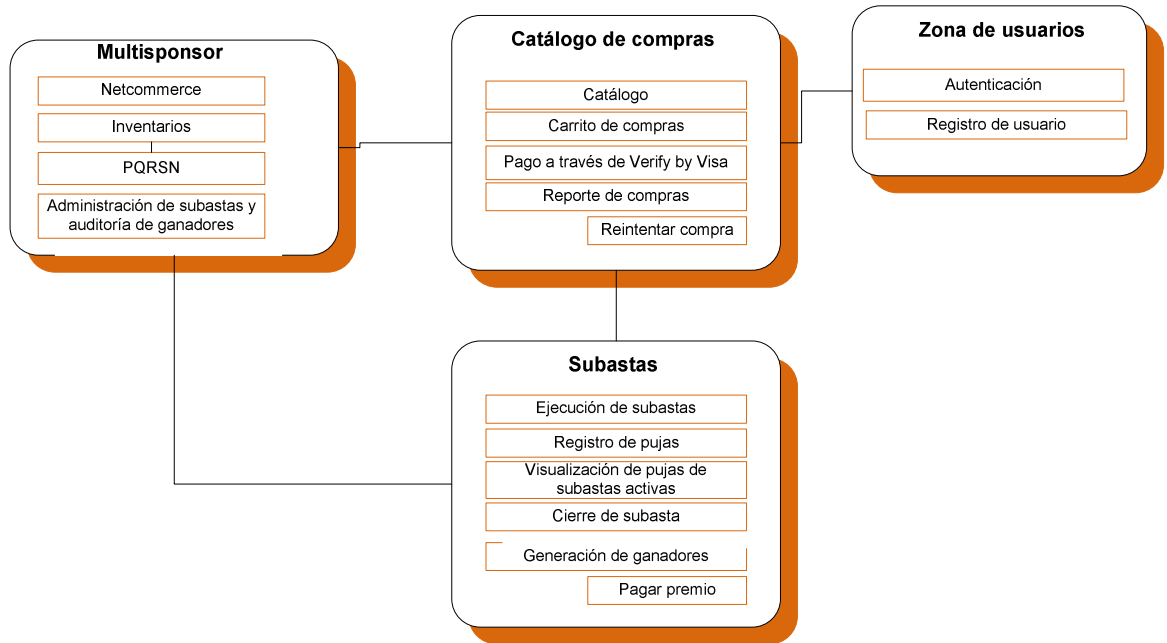 Multisponsor
Netcommerce
Inventarios
PQRSN
Administración de subastas y
auditoría de ganadores
Catálogo de compras
Catálogo
Carrito de compras
Pago a través de Verify by Visa
Reporte de compras
Reintentar compra
Zona de usuarios
Autenticación
Registro de usuario
Subastas
Ejecución de subastas
Registro de pujas
Visualización de pujas de
subastas activas
Cierre de subasta
Generación de ganadores
Pagar premio